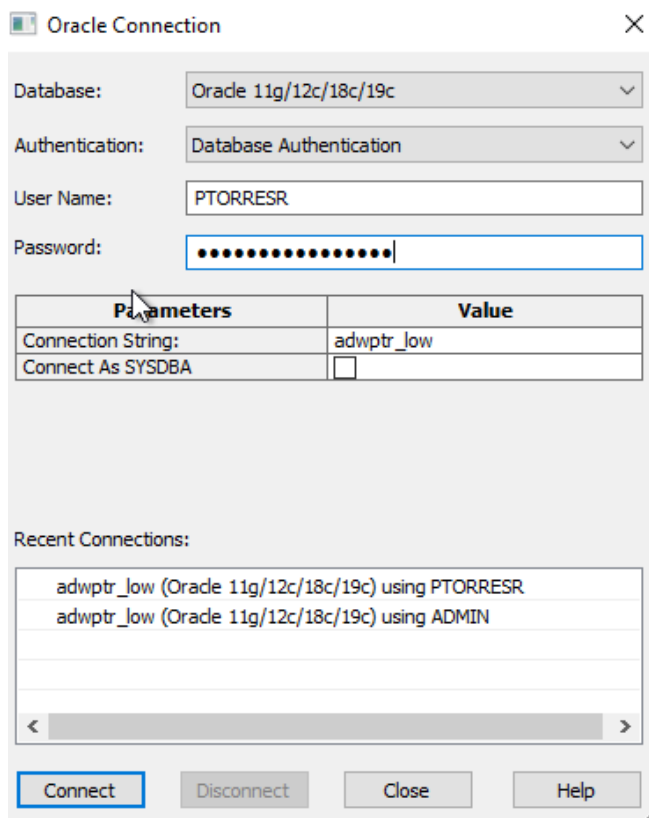 Oracle Connection
Database: Oracle 11g/12c/18c/19c
Authentication: Database Authentication
User Name: PTORRESR
Password: ●●●●●●●●●●●●●●●●
Parameters Value
Connection String: adwptr_low
Connect As SYSDBA
Recent Connections:
adwptr_low (Oracle 11g/12c/18c/19c) using PTORRESR
adwptr_low (Oracle 11g/12c/18c/19c) using ADMIN
Connect Disconnect Close Help